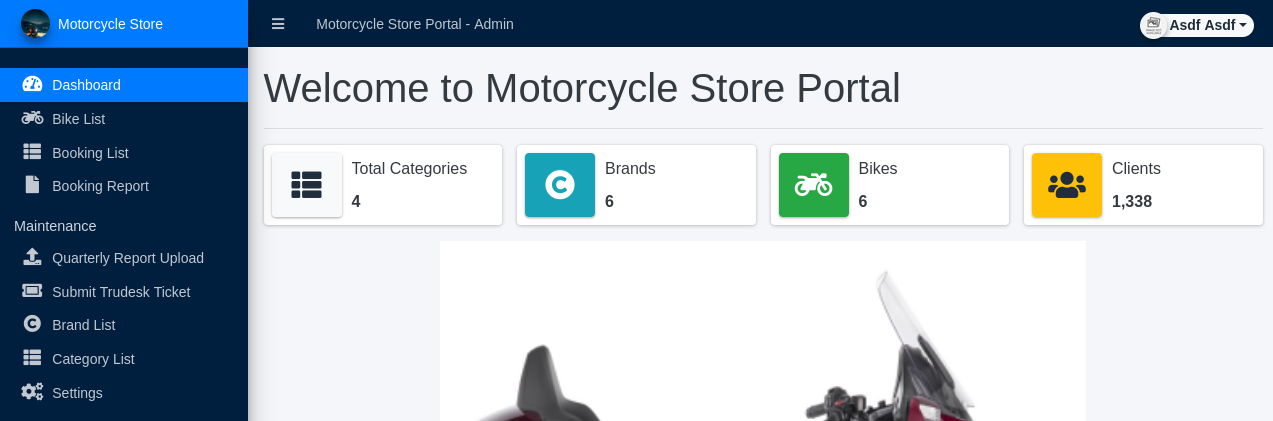 Motorcycle Store
Motorcycle Store Portal - Admin
Asdf Asdf
Dashboard
Bike List
Booking List
Booking Report
Maintenance
Quarterly Report Upload
Submit Trudesk Ticket
Brand List
Category List
Settings
Welcome to Motorcycle Store Portal
Total Categories
4
Brands
6
Bikes
6
Clients
1,338